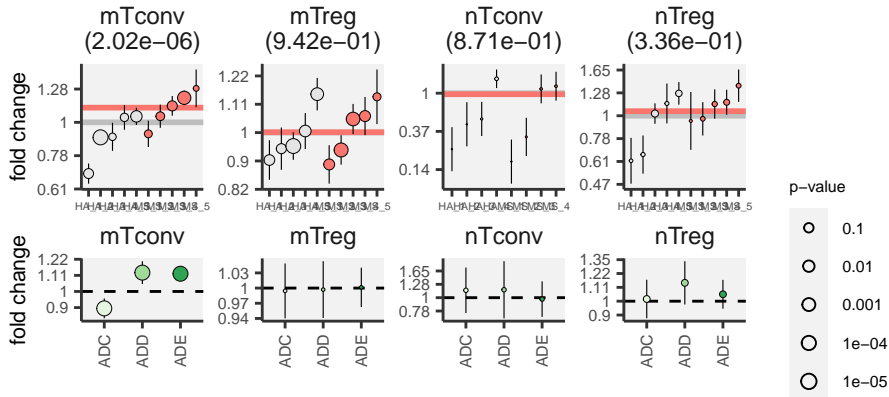 mTconv
(2.02e−06)
mTreg
(9.42e−01)
nTconv
(8.71e−01)
nTreg
(3.36e−01)
fold change
1.28
1
0.78
0.61
1.22
1.11
1
0.9
0.82
1
0.37
0.14
1.65
1.28
1
0.78
0.61
0.47
mTconv
mTreg
nTconv
nTreg
fold change
1.22
1.11
1
0.9
1.03
1
0.97
0.94
1.65
1.28
1
0.78
1.35
1.22
1.11
1
0.9
ADC
ADD
ADE
ADC
ADD
ADE
ADC
ADD
ADE
ADC
ADD
ADE
p−value
0.1
0.01
0.001
1e−04
1e−05